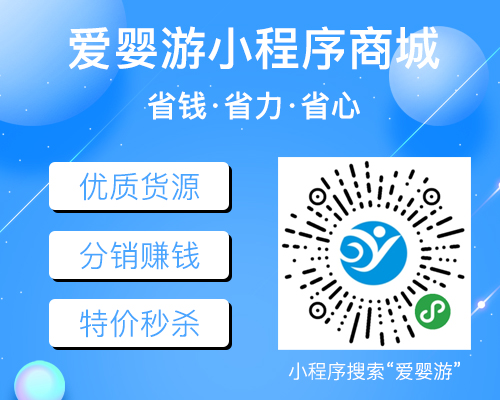 爱婴游小程序商城
省钱·省力·省心
优质货源
分销赚钱
特价秒杀
小程序搜索“爱婴游”